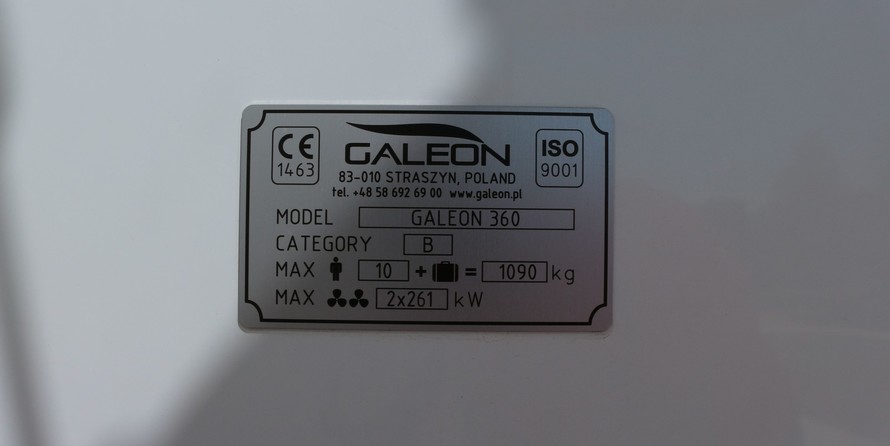 CE
1463
GALEON
ISO
9001
83-010 STRASZYN, POLAND
tel. +48 58 692 69 00 www.galeon.pl
MODEL GALEON 360
CATEGORY B
MAX 10 + = 1090 kg
MAX 2x261 kW